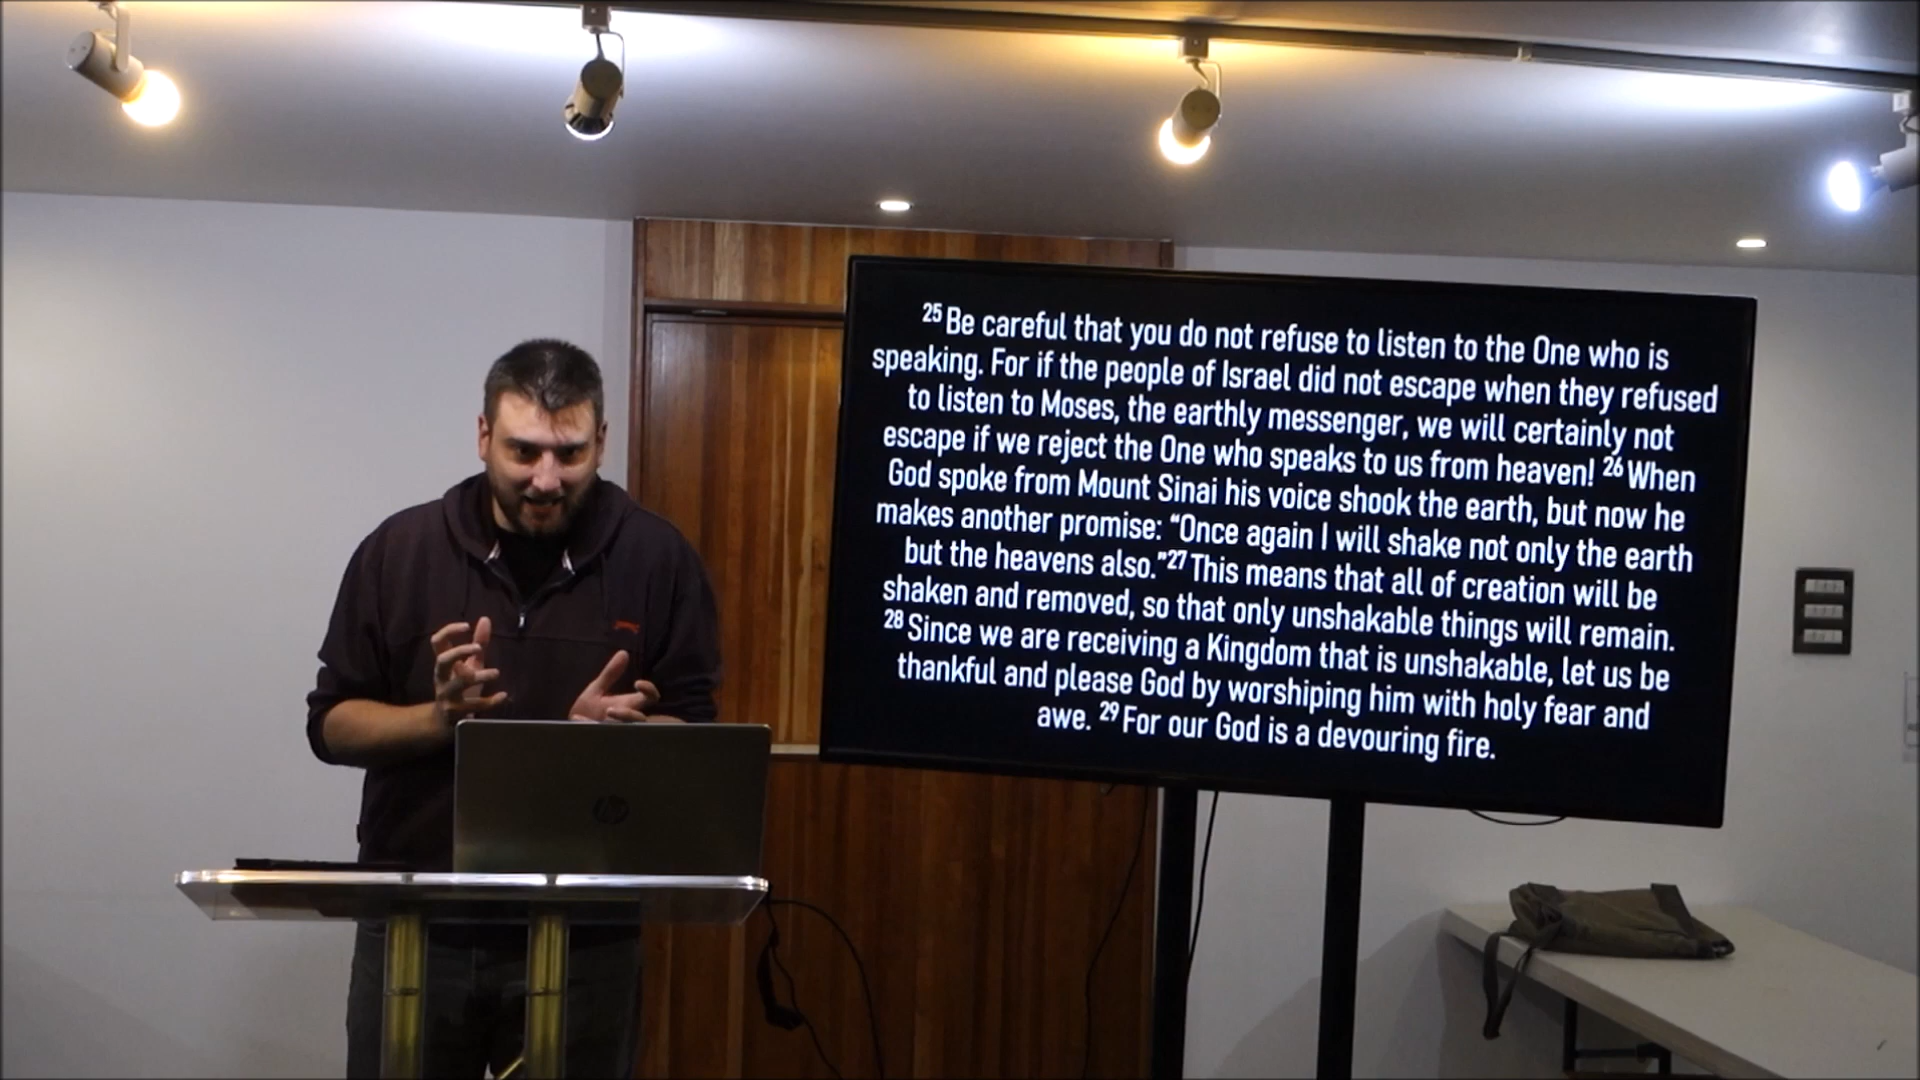 25 Be careful that you do not refuse to listen to the One who is
speaking. For if the people of Israel did not escape when they refused
to listen to Moses, the earthly messenger, we will certainly not
escape if we reject the One who speaks to us from heaven! 26 When
God spoke from Mount Sinai his voice shook the earth, but now he
makes another promise: “Once again I will shake not only the earth
but the heavens also.” 27 This means that all of creation will be
shaken and removed, so that only unshakable things will remain.
28 Since we are receiving a Kingdom that is unshakable, let us be
thankful and please God by worshiping him with holy fear and
awe. 29 For our God is a devouring fire.
hp